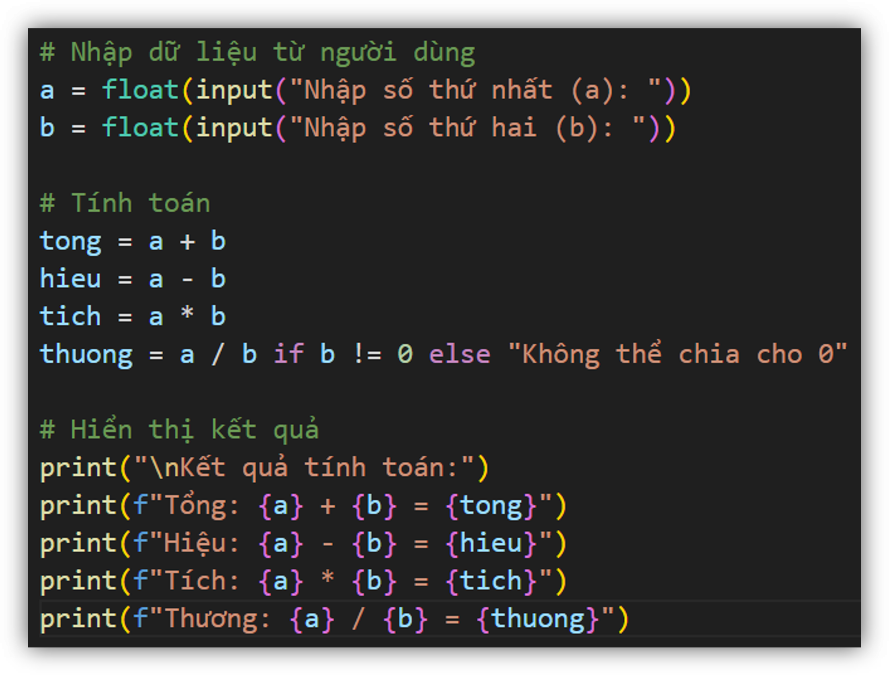 # Nhập dữ liệu từ người dùng
a = float(input("Nhập số thứ nhất (a): "))
b = float(input("Nhập số thứ hai (b): "))
# Tính toán
tong = a + b
hieu = a - b
tich = a * b
thuong = a / b if b != 0 else "Không thể chia cho 0"
# Hiển thị kết quả
print("\nKết quả tính toán:")
print(f"Tổng: {a} + {b} = {tong}")
print(f"Hiệu: {a} - {b} = {hieu}")
print(f"Tích: {a} * {b} = {tich}")
print(f"Thương: {a} / {b} = {thuong}")